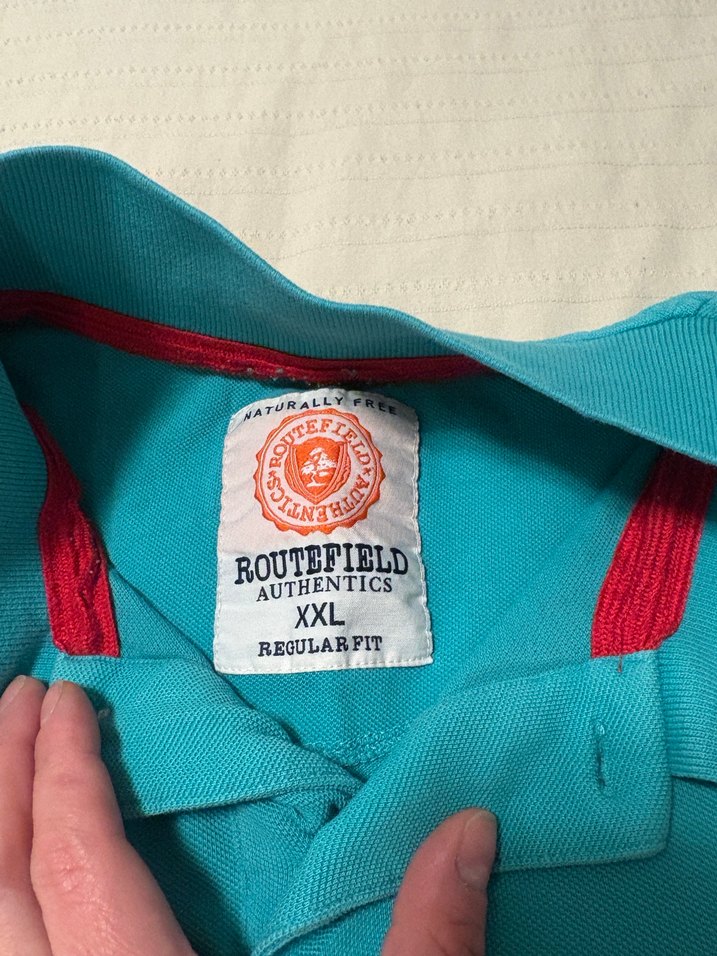 NATURALLY FREE
ROUTEFIELD
AUTHENTICS
ROUTEFIELD
AUTHENTICS
XXL
REGULAR FIT